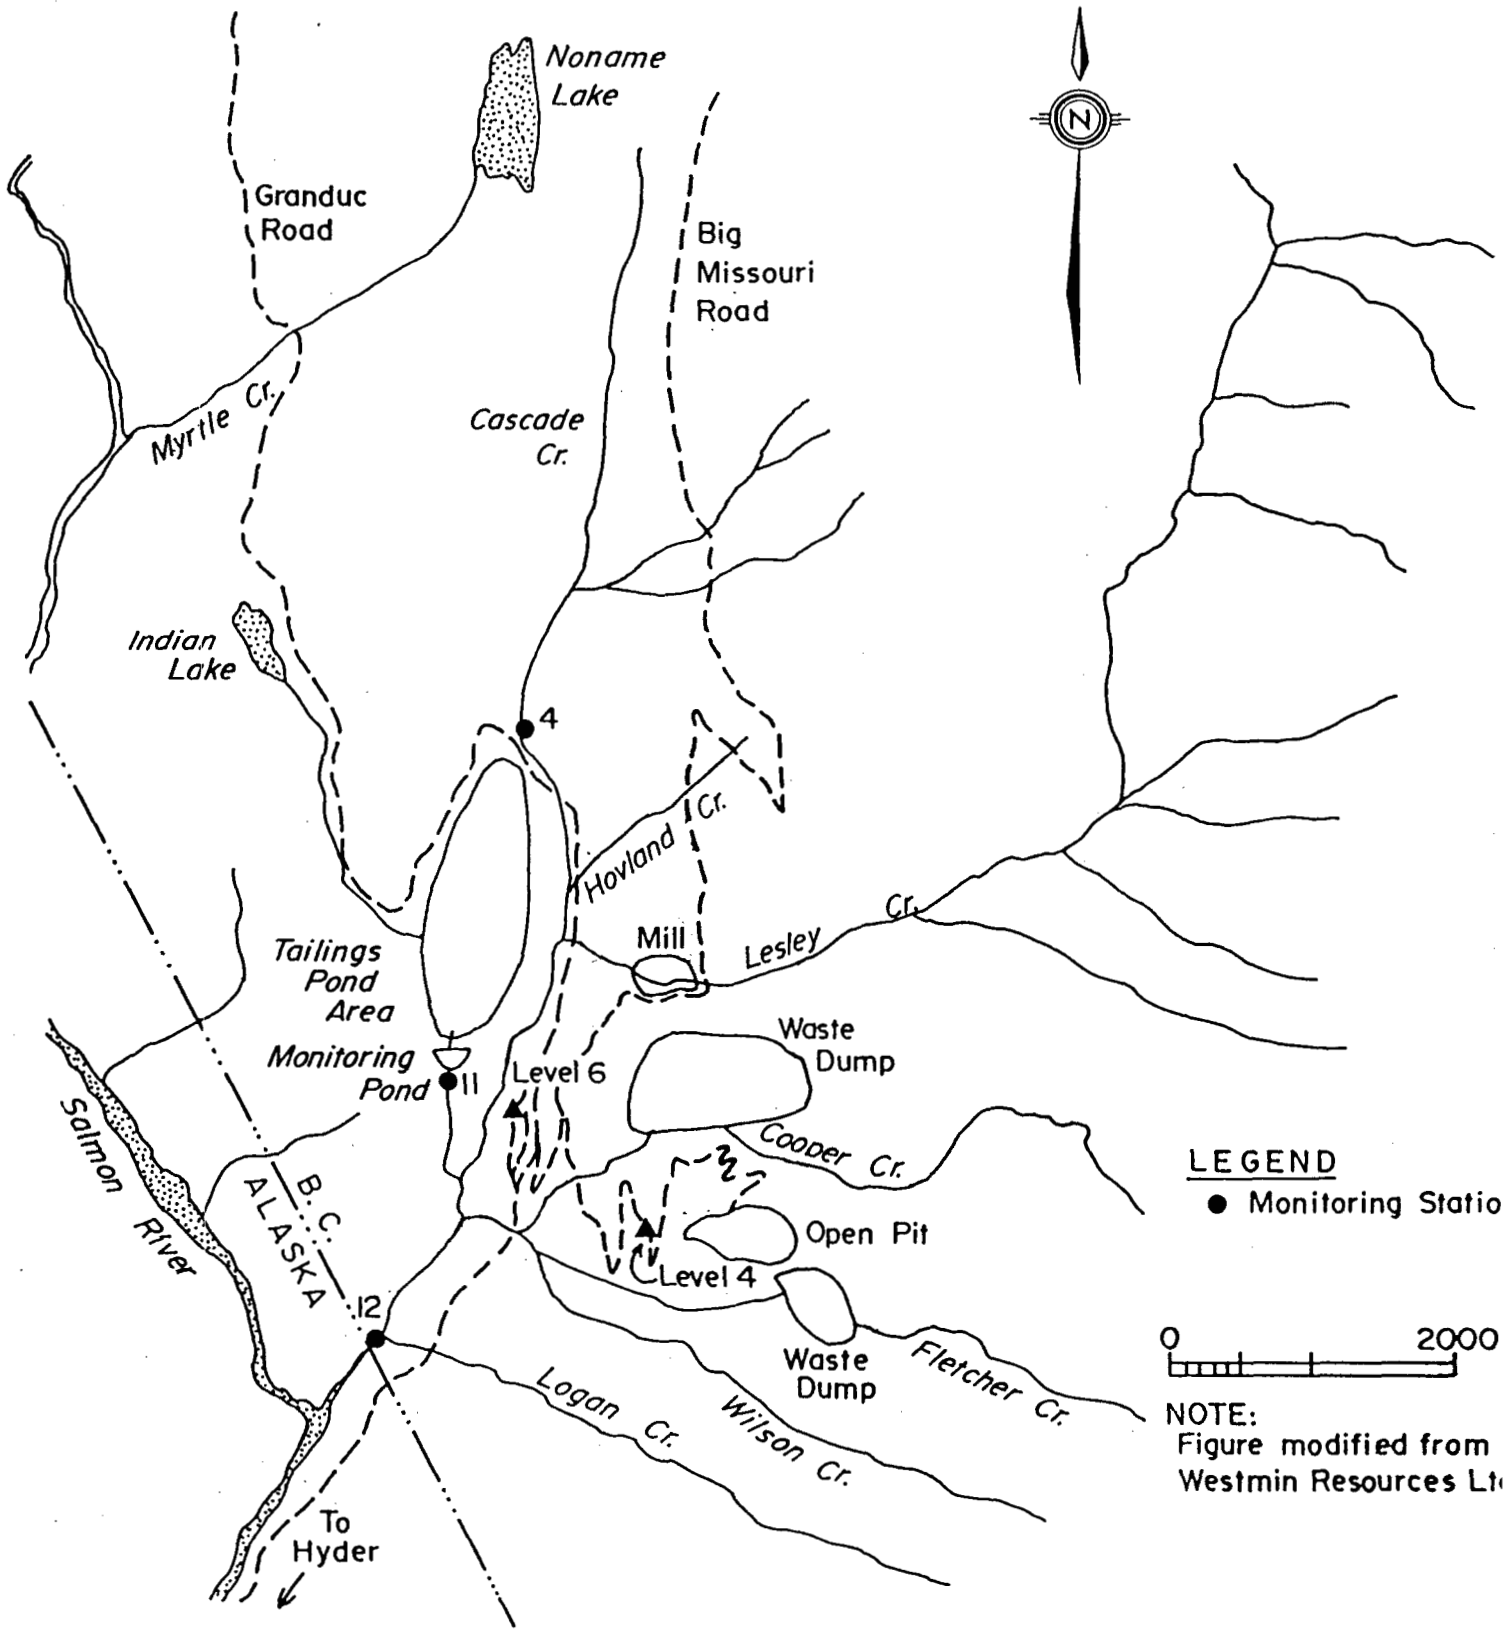 Noname
Lake
N
Granduc
Road
Big
Missouri
Road
Myrtle Cr.
Cascade
Cr.
Indian
Lake
4
Hovland Cr.
Mill
Lesley Cr.
Tailings
Pond
Area
Waste
Dump
Monitoring
Pond
11
Level 6
Salmon River
Cooper Cr.
LEGEND
Monitoring Statio
B.C.
ALASKA
Open Pit
Level 4
12
0 2000
Waste
Dump
Fletcher Cr.
Logan Cr.
Wilson Cr.
NOTE:
Figure modified from
Westmin Resources Lt
To
Hyder